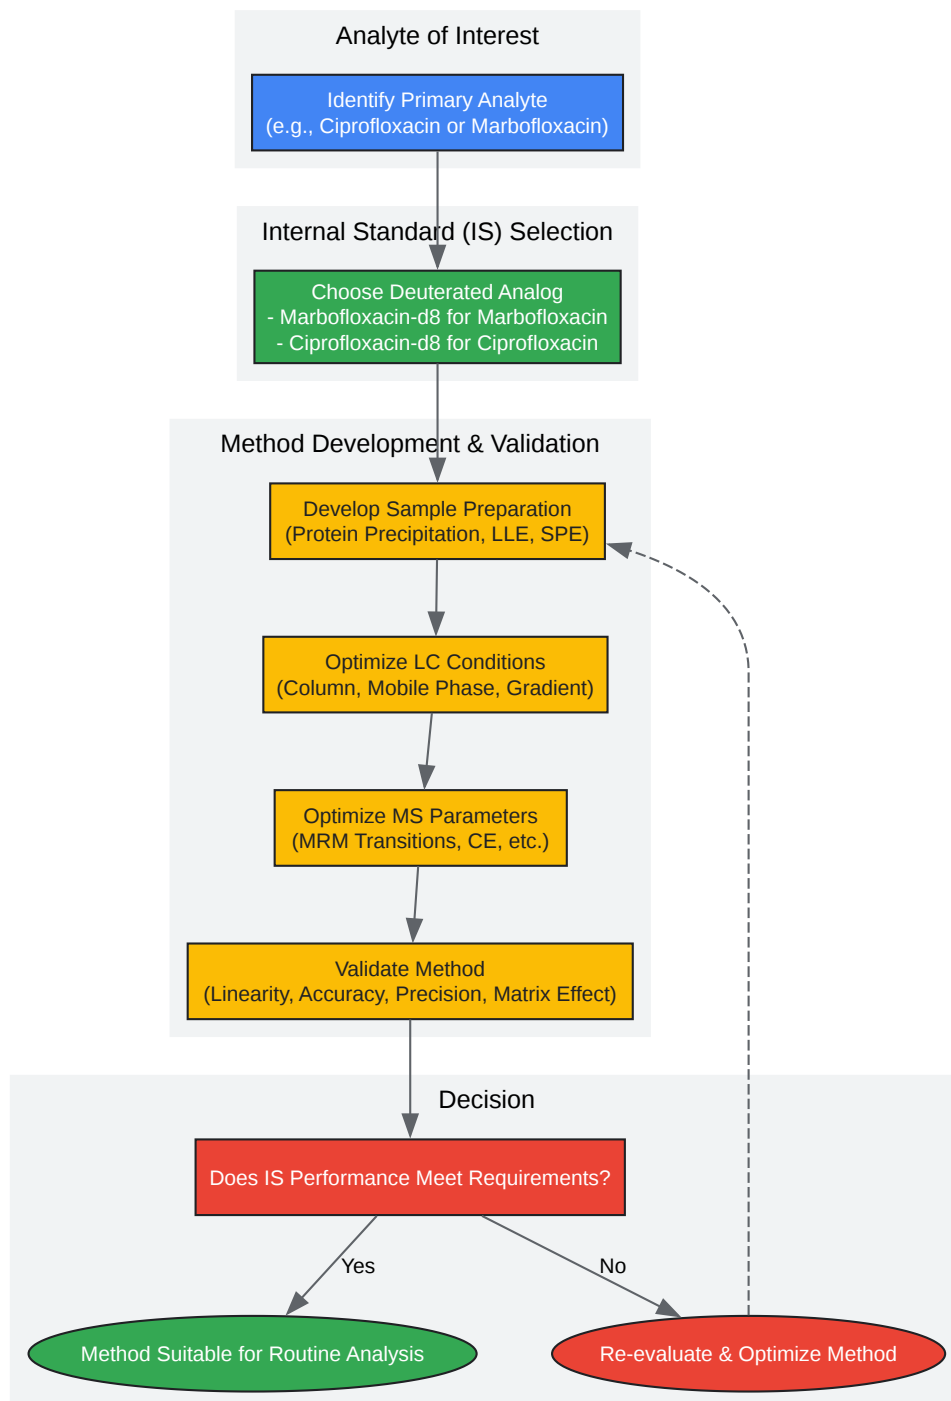 Analyte of Interest
Identify Primary Analyte
(e.g., Ciprofloxacin or Marbofloxacin)
Internal Standard (IS) Selection
Choose Deuterated Analog
- Marbofloxacin-d8 for Marbofloxacin
- Ciprofloxacin-d8 for Ciprofloxacin
Method Development & Validation
Develop Sample Preparation
(Protein Precipitation, LLE, SPE)
Optimize LC Conditions
(Column, Mobile Phase, Gradient)
Optimize MS Parameters
(MRM Transitions, CE, etc.)
Validate Method
(Linearity, Accuracy, Precision, Matrix Effect)
Decision
Does IS Performance Meet Requirements?
Yes
No
Method Suitable for Routine Analysis
Re-evaluate & Optimize Method